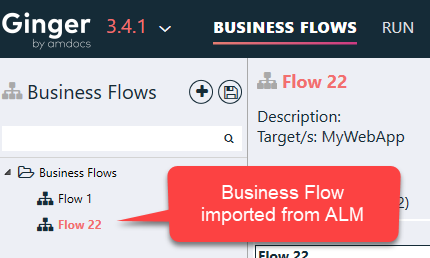 Ginger
by amdocs
3.4.1
BUSINESS FLOWS
RUN
Business Flows
Business Flows
Flow 1
Flow 22
Flow 22
Description:
Target/s: MyWebApp
2)
Business Flow
imported from ALM
Flow 22